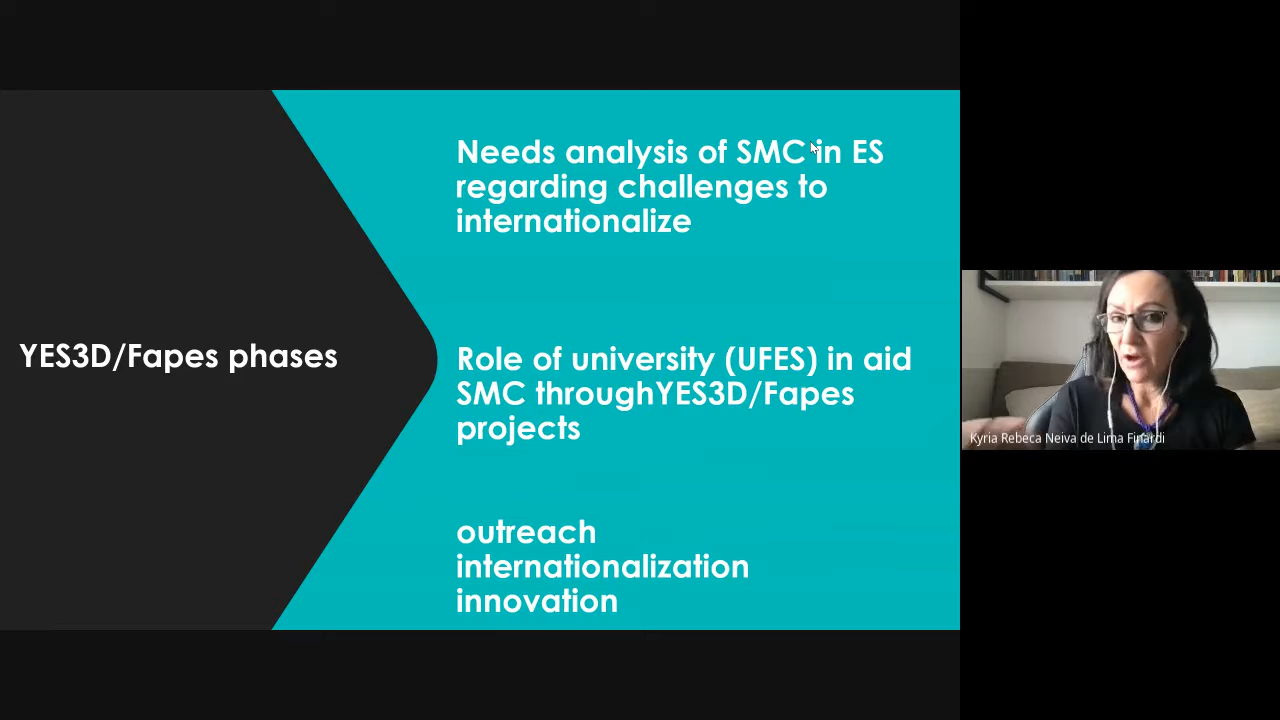 Needs analysis of SMC in ES
regarding challenges to
internationalize
YES3D/Fapes phases
Role of university (UFES) in aid
SMC throughYES3D/Fapes
projects
outreach
internationalization
innovation
Kyria Rebeca Neiva de Lima Finardi